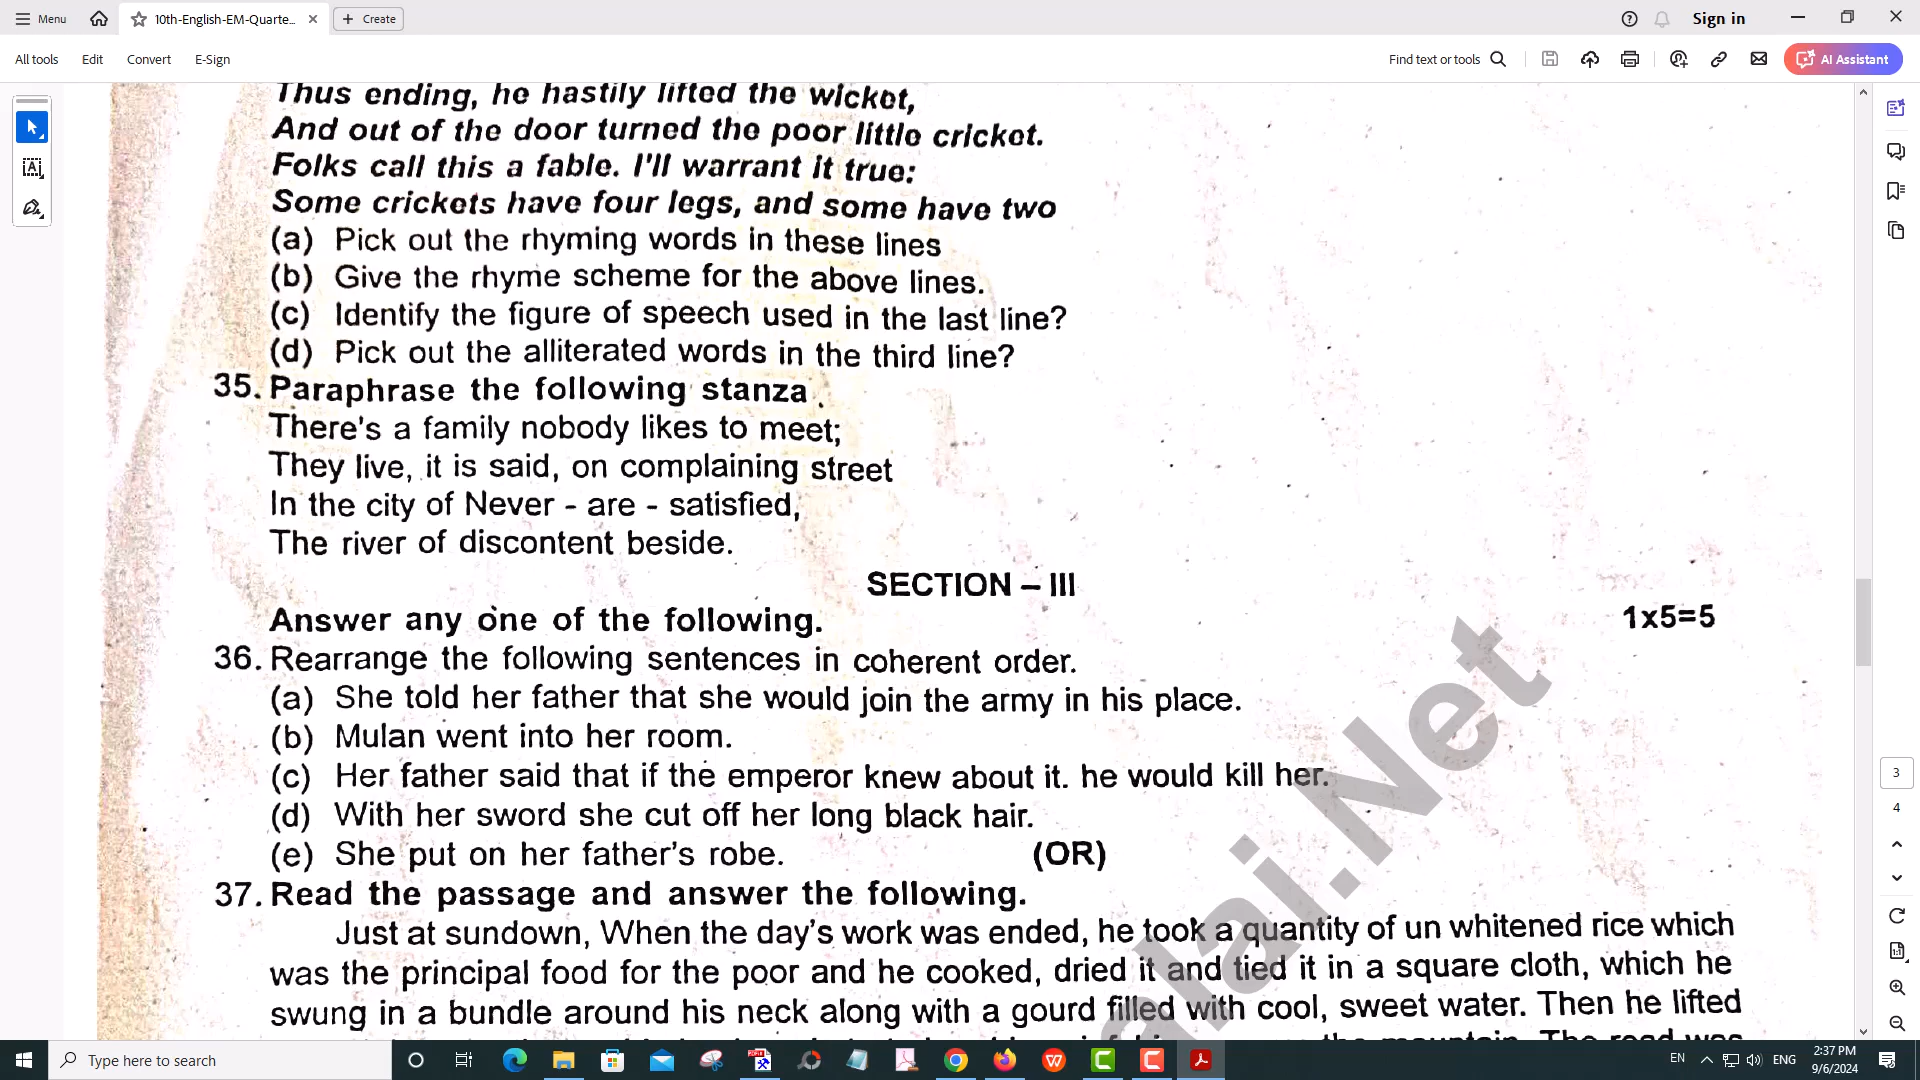 Menu
10th-English-EM-Quarte...
Create
Sign in
All tools
Edit
Convert
E-Sign
Find text or tools
AI Assistant
Thus ending, he hastily lifted the wicket,
And out of the door turned the poor little cricket.
Folks call this a fable. I'll warrant it true:
Some crickets have four legs, and some have two
(a) Pick out the rhyming words in these lines
(b) Give the rhyme scheme for the above lines.
(c) Identify the figure of speech used in the last line?
(d) Pick out the alliterated words in the third line?
35. Paraphrase the following stanza.
There's a family nobody likes to meet;
They live, it is said, on complaining street
In the city of Never - are - satisfied,
The river of discontent beside.
SECTION – III
Answer any one of the following. 1x5=5
36. Rearrange the following sentences in coherent order.
(a) She told her father that she would join the army in his place.
(b) Mulan went into her room.
(c) Her father said that if the emperor knew about it. he would kill her.
(d) With her sword she cut off her long black hair.
(e) She put on her father's robe. (OR)
37. Read the passage and answer the following.
Just at sundown, When the day's work was ended, he took a quantity of un whitened rice which
was the principal food for the poor and he cooked, dried it and tied it in a square cloth, which he
swung in a bundle around his neck along with a gourd filled with cool, sweet water. Then he lifted
the mountain. The road was
alai.Net
3
4
Type here to search
EN
ENG
2:37 PM
9/6/2024